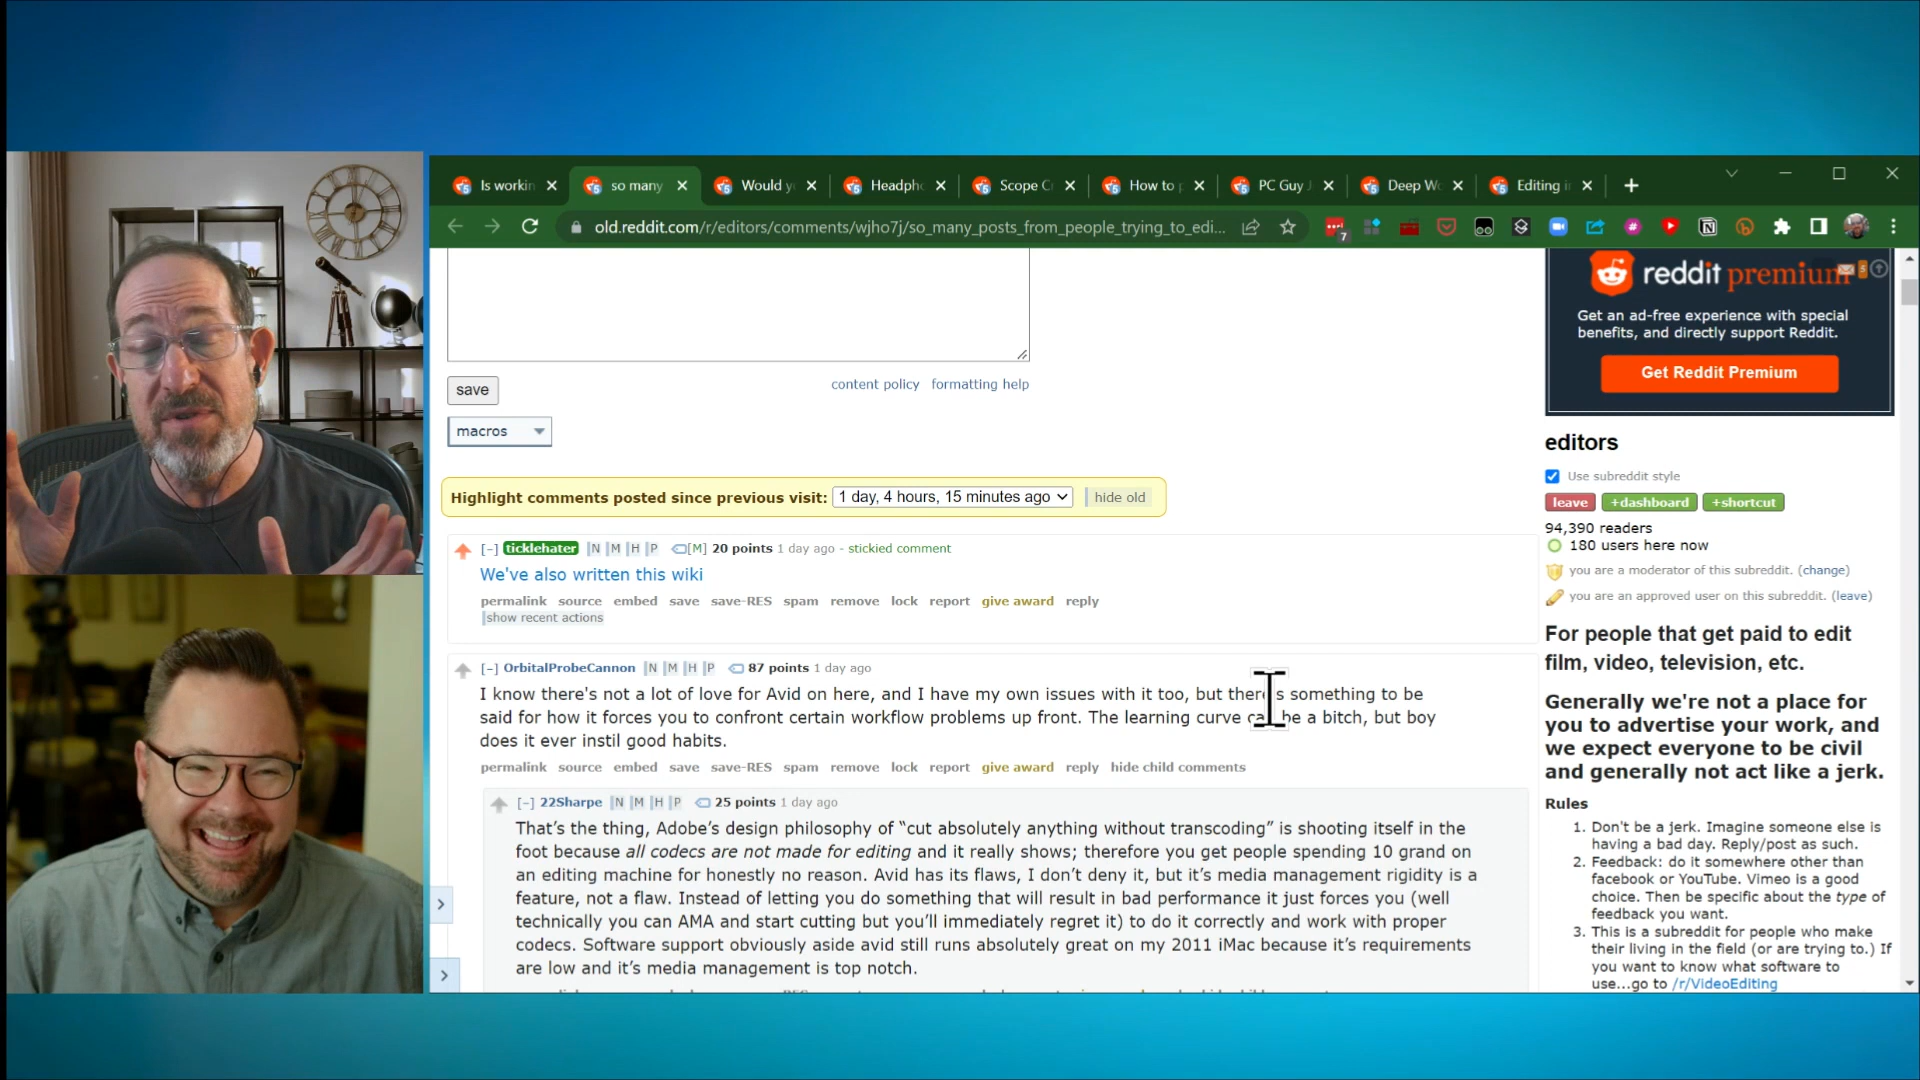 Is workin
so many
Would y
Headph
Scope C
How to p
PC Guy J
Deep Wo
Editing i
old.reddit.com/r/editors/comments/wjho7j/so_many_posts_from_people_trying_to_edi...
7
save
content policy formatting help
macros
Highlight comments posted since previous visit: 1 day, 4 hours, 15 minutes ago hide old
[–] ticklehater N M H P [M] 20 points 1 day ago - stickied comment
We've also written this wiki
permalink source embed save save-RES spam remove lock report give award reply
show recent actions
[–] OrbitalProbeCannon N M H P 87 points 1 day ago
I know there's not a lot of love for Avid on here, and I have my own issues with it too, but there's something to be
said for how it forces you to confront certain workflow problems up front. The learning curve can be a bitch, but boy
does it ever instil good habits.
permalink source embed save save-RES spam remove lock report give award reply hide child comments
[–] 22Sharpe N M H P 25 points 1 day ago
That's the thing, Adobe's design philosophy of “cut absolutely anything without transcoding” is shooting itself in the
foot because all codecs are not made for editing and it really shows; therefore you get people spending 10 grand on
an editing machine for honestly no reason. Avid has its flaws, I don't deny it, but it's media management rigidity is a
feature, not a flaw. Instead of letting you do something that will result in bad performance it just forces you (well
technically you can AMA and start cutting but you'll immediately regret it) to do it correctly and work with proper
codecs. Software support obviously aside avid still runs absolutely great on my 2011 iMac because it's requirements
are low and it's media management is top notch.
reddit premium
5
Get an ad-free experience with special
benefits, and directly support Reddit.
Get Reddit Premium
editors
Use subreddit style
leave +dashboard +shortcut
94,390 readers
180 users here now
you are a moderator of this subreddit. (change)
you are an approved user on this subreddit. (leave)
For people that get paid to edit
film, video, television, etc.
Generally we're not a place for
you to advertise your work, and
we expect everyone to be civil
and generally not act like a jerk.
Rules
1. Don't be a jerk. Imagine someone else is
having a bad day. Reply/post as such.
2. Feedback: do it somewhere other than
facebook or YouTube. Vimeo is a good
choice. Then be specific about the type of
feedback you want.
3. This is a subreddit for people who make
their living in the field (or are trying to.) If
you want to know what software to
use...go to /r/VideoEditing